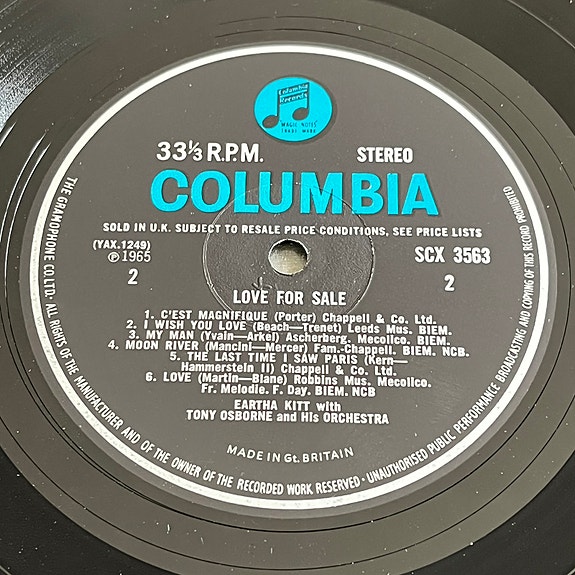 Columbia
Records
MAGIC NOTES
TRADE MARK
33⅓ R.P.M.
STEREO
COLUMBIA
SOLD IN U.K. SUBJECT TO RESALE PRICE CONDITIONS, SEE PRICE LISTS
(YAX.1249)
℗ 1965
2
SCX 3563
2
LOVE FOR SALE
1. C'EST MAGNIFIQUE (Porter) Chappell & Co. Ltd.
2. I WISH YOU LOVE (Beach—Trenet) Leeds Mus. BIEM.
3. MY MAN (Yvain—Arkel) Ascherberg. Mecolico. BIEM.
4. MOON RIVER (Mancini—Mercer) Fam.-Chappell. BIEM. NCB.
5. THE LAST TIME I SAW PARIS (Kern—
Hammerstein II) Chappell & Co. Ltd.
6. LOVE (Martin—Blane) Robbins Mus. Mecolico.
Fr. Melodie. F. Day. BIEM. NCB
EARTHA KITT with
TONY OSBORNE and His ORCHESTRA
MADE IN Gt. BRITAIN
THE GRAMOPHONE CO. LTD. ALL RIGHTS OF THE MANUFACTURER AND OF THE OWNER OF THE RECORDED WORK RESERVED · UNAUTHORISED PUBLIC PERFORMANCE BROADCASTING AND COPYING OF THIS RECORD PROHIBITED